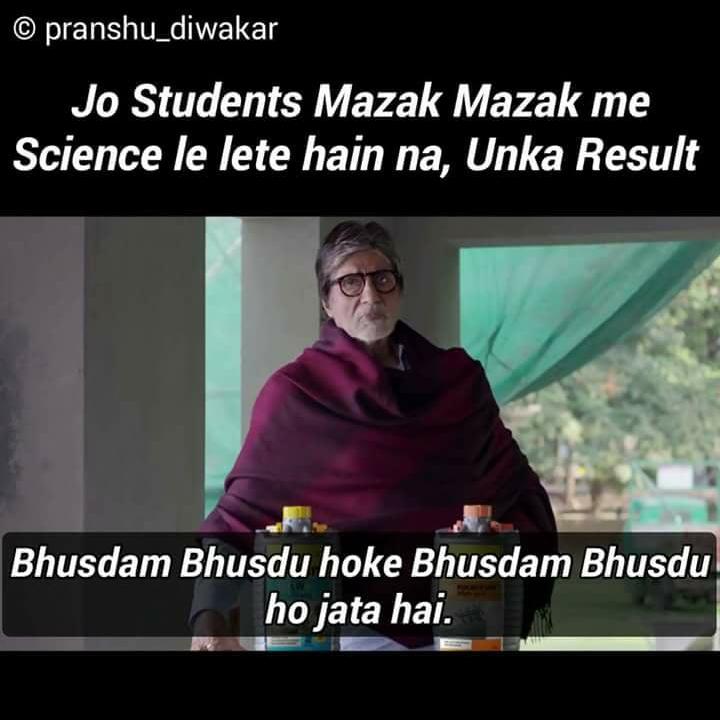 © pranshu_diwakar
Jo Students Mazak Mazak me
Science le lete hain na, Unka Result
Bhusdam Bhusdu hoke Bhusdam Bhusdu
ho jata hai.